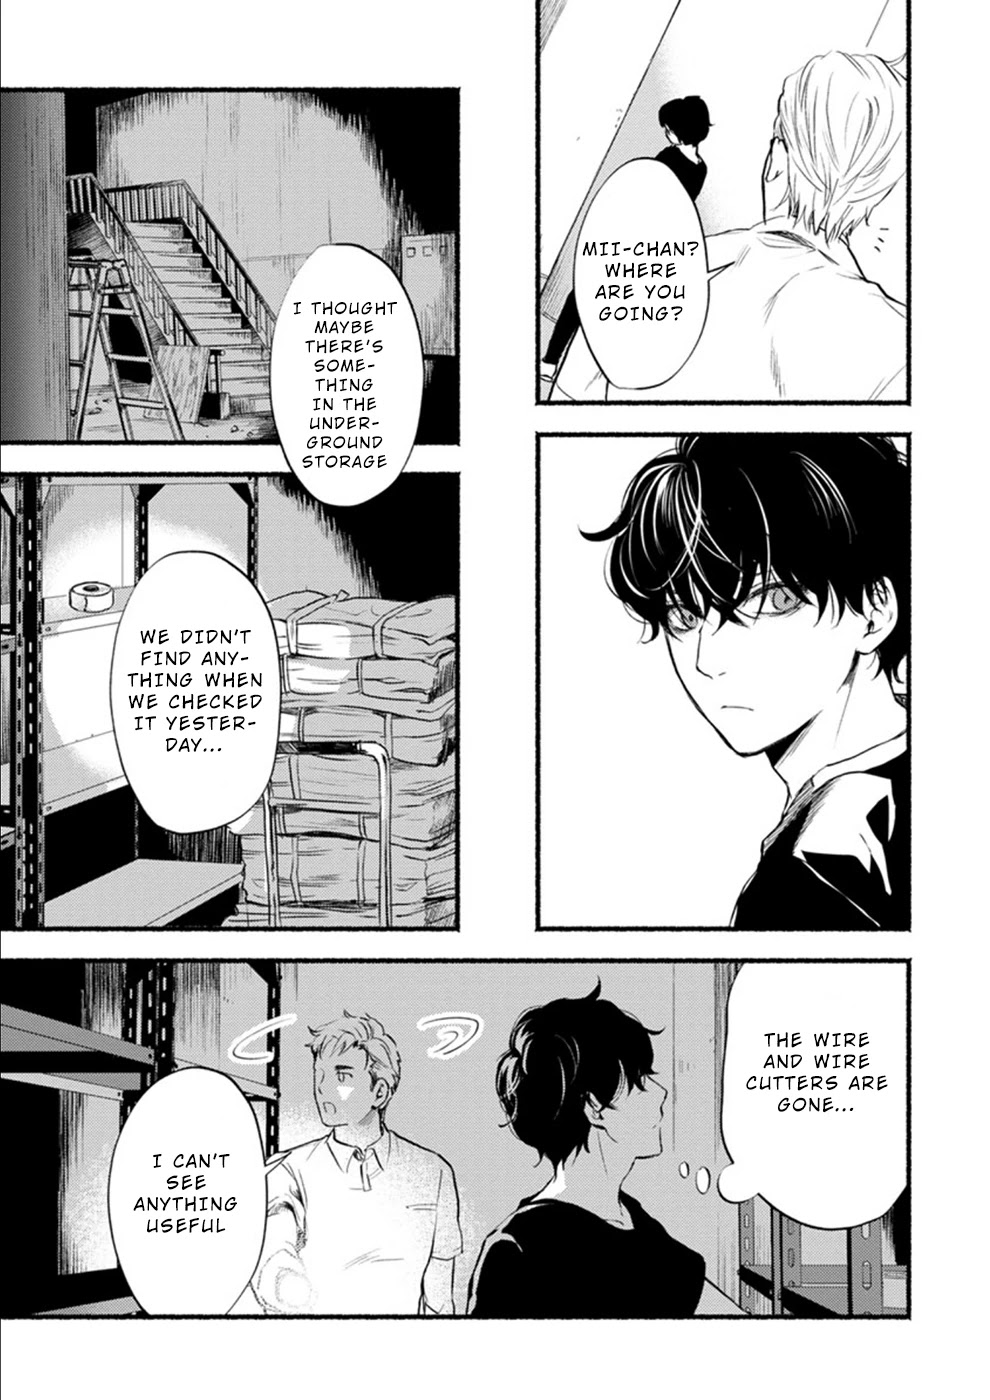 MII-CHAN?
WHERE
ARE YOU
GOING?
I THOUGHT
MAYBE
THERE'S
SOME-
THING
IN THE
UNDER-
GROUND
STORAGE
WE DIDN'T
FIND ANY-
THING WHEN
WE CHECKED
IT YESTER-
DAY...
THE WIRE
AND WIRE
CUTTERS ARE
GONE...
I CAN'T
SEE
ANYTHING
USEFUL